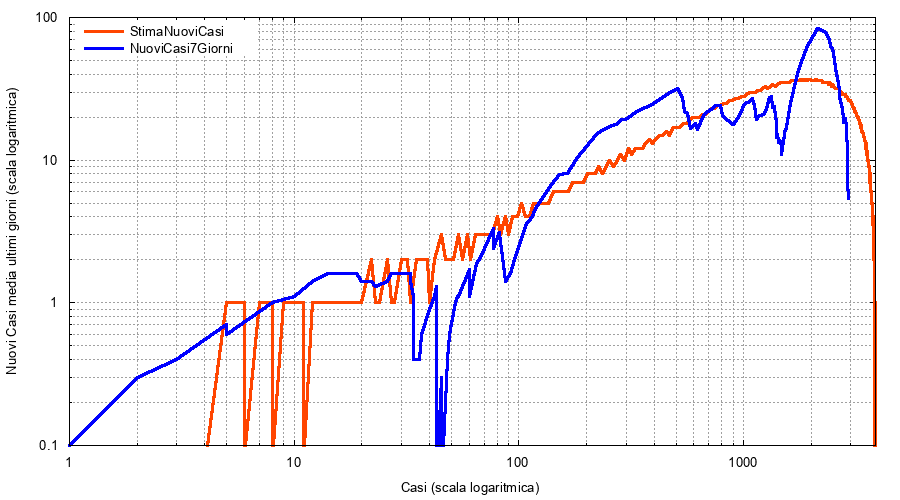 100
StimaNuoviCasi
NuoviCasi7Giorni
10
1
0.1
Nuovi Casi media ultimi giorni (scala logaritmica)
1 10 100 1000
Casi (scala logaritmica)